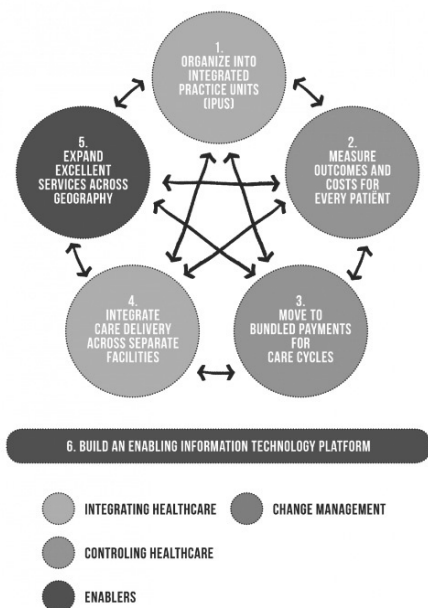 1.
ORGANIZE INTO
INTEGRATED
PRACTICE UNITS
(IPUS)
2.
MEASURE
OUTCOMES AND
COSTS FOR
EVERY PATIENT
3.
MOVE TO
BUNDLED PAYMENTS
FOR
CARE CYCLES
4.
INTEGRATE
CARE DELIVERY
ACROSS SEPARATE
FACILITIES
5.
EXPAND
EXCELLENT
SERVICES ACROSS
GEOGRAPHY
6. BUILD AN ENABLING INFORMATION TECHNOLOGY PLATFORM
INTEGRATING HEALTHCARE
CHANGE MANAGEMENT
CONTROLING HEALTHCARE
ENABLERS